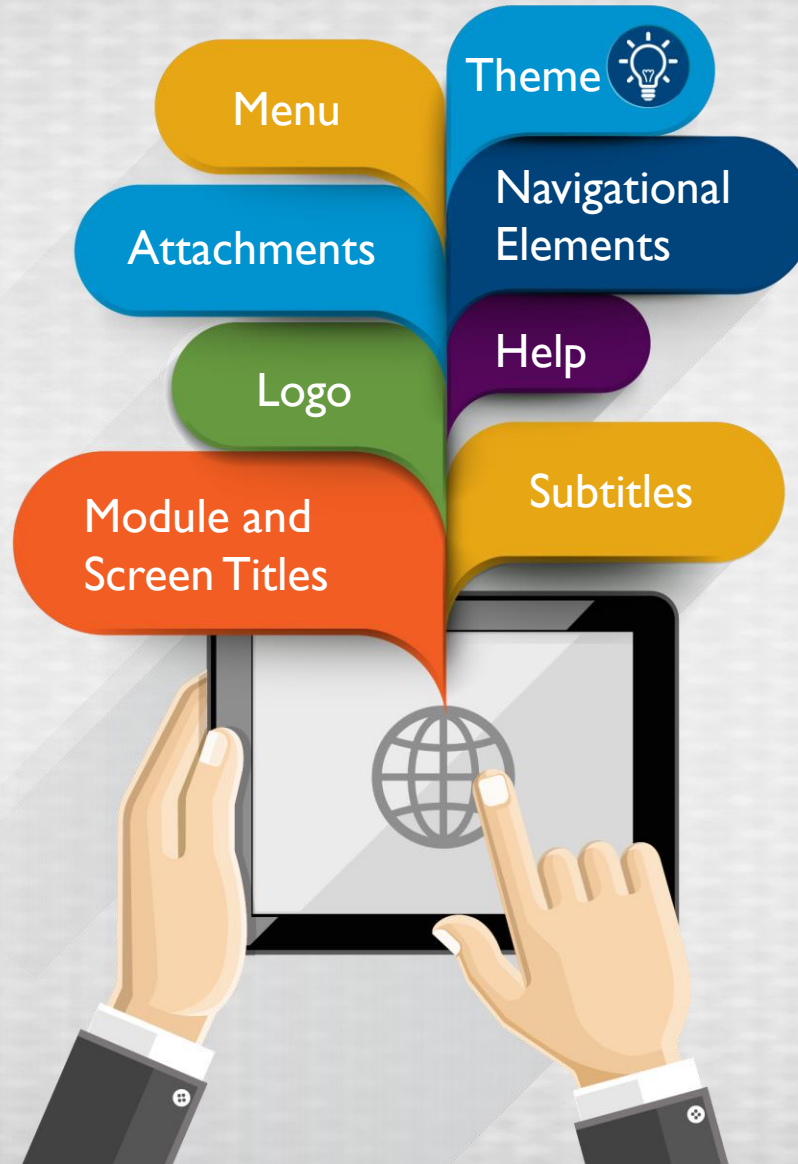 Theme
Menu
Navigational
Elements
Attachments
Help
Logo
Subtitles
Module and
Screen Titles